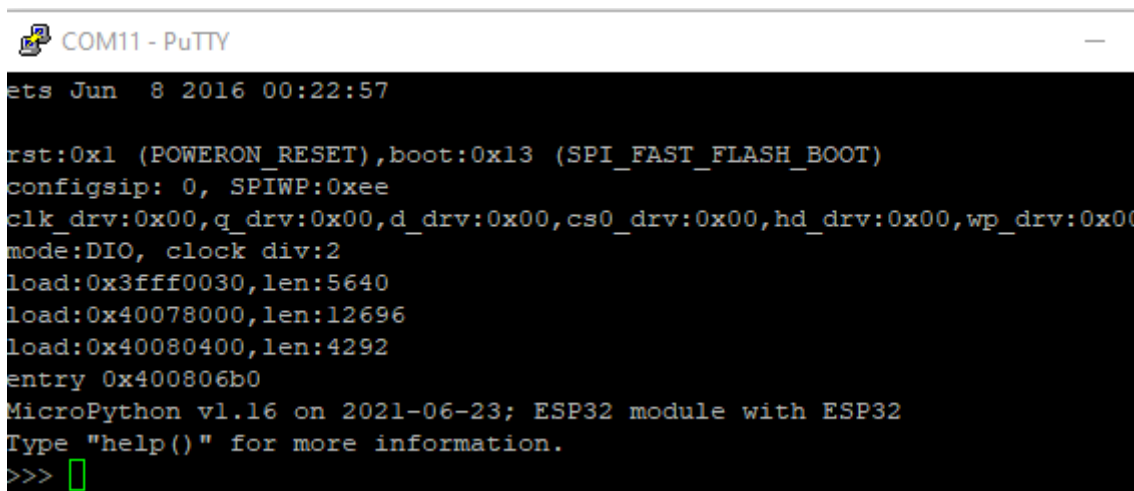 COM11 - PuTTY
ets Jun  8 2016 00:22:57
rst:0x1 (POWERON_RESET),boot:0x13 (SPI_FAST_FLASH_BOOT)
configsip: 0, SPIWP:0xee
clk_drv:0x00,q_drv:0x00,d_drv:0x00,cs0_drv:0x00,hd_drv:0x00,wp_drv:0x00
mode:DIO, clock div:2
load:0x3fff0030,len:5640
load:0x40078000,len:12696
load:0x40080400,len:4292
entry 0x400806b0
MicroPython v1.16 on 2021-06-23; ESP32 module with ESP32
Type "help()" for more information.
>>>